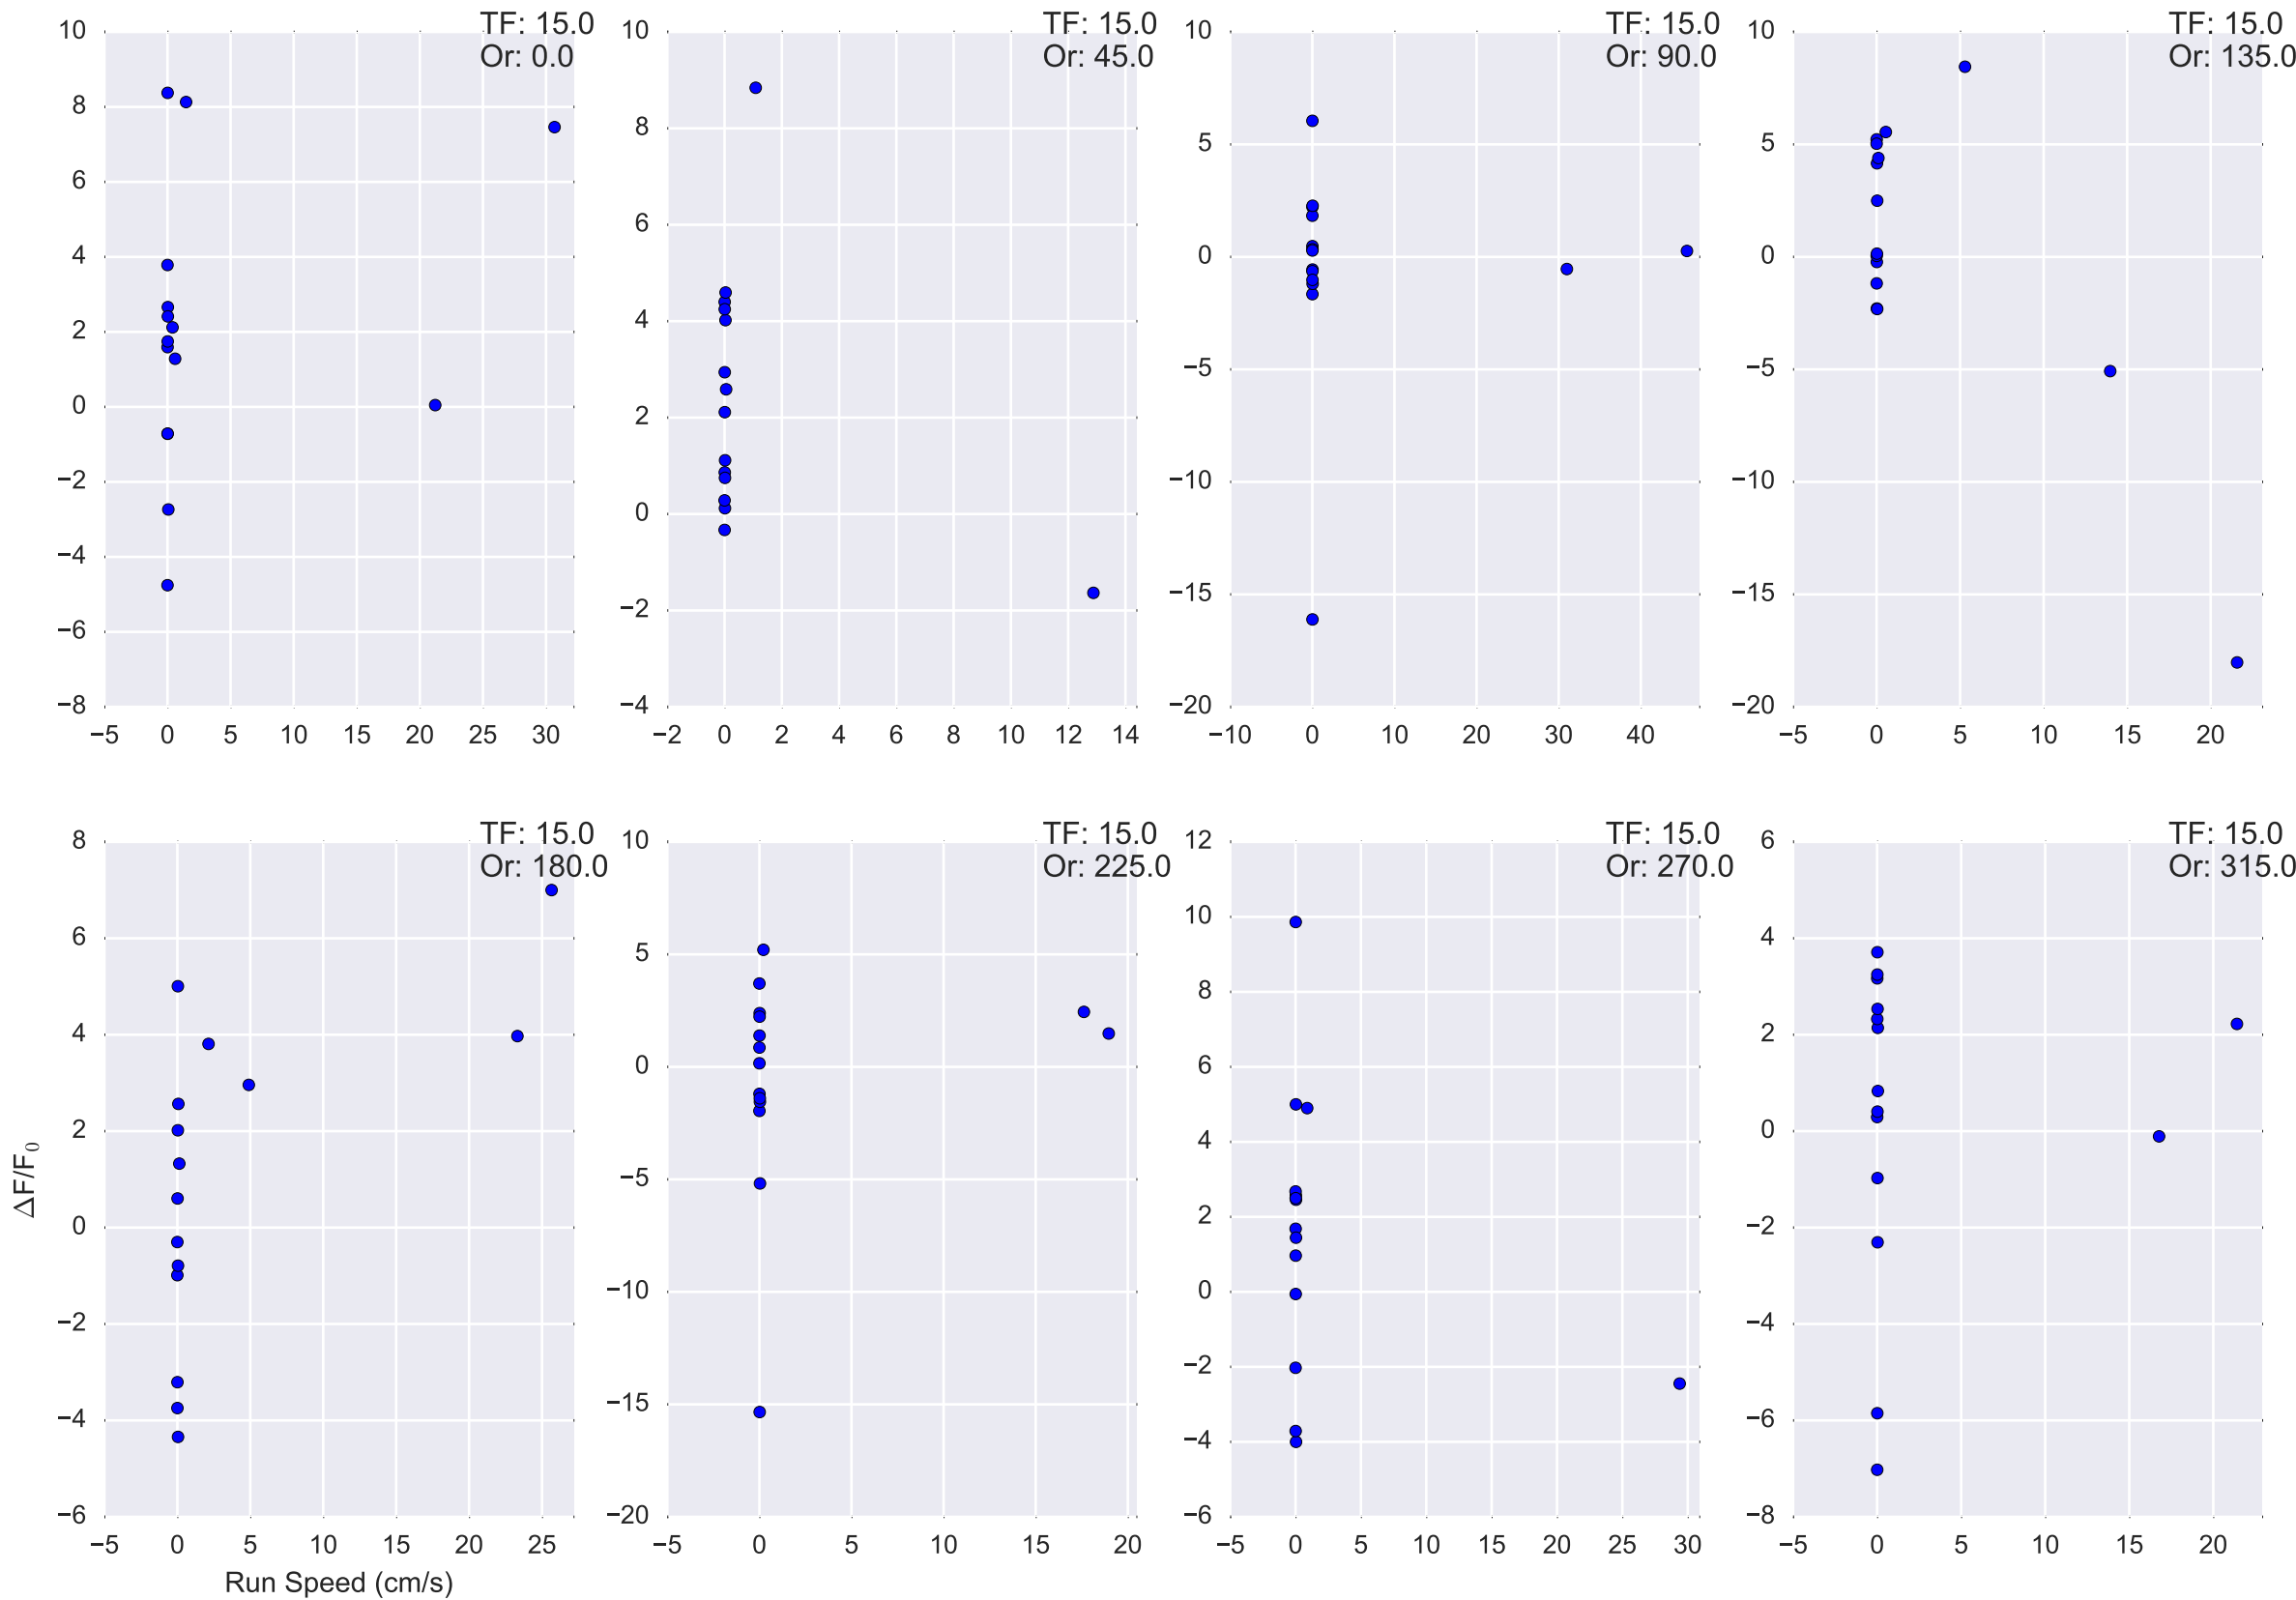 TF: 15.0
Or: 0.0
10
8
6
4
2
0
−2
−4
−6
−8
−5 0 5 10 15 20 25 30
TF: 15.0
Or: 45.0
10
8
6
4
2
0
−2
−4
−2 0 2 4 6 8 10 12 14
TF: 15.0
Or: 90.0
10
5
0
−5
−10
−15
−20
−10 0 10 20 30 40
TF: 15.0
Or: 135.0
10
5
0
−5
−10
−15
−20
−5 0 5 10 15 20
TF: 15.0
Or: 180.0
8
6
4
2
0
−2
−4
−6
ΔF/F₀
−5 0 5 10 15 20 25
Run Speed (cm/s)
TF: 15.0
Or: 225.0
10
5
0
−5
−10
−15
−20
−5 0 5 10 15 20
TF: 15.0
Or: 270.0
12
10
8
6
4
2
0
−2
−4
−6
−5 0 5 10 15 20 25 30
TF: 15.0
Or: 315.0
6
4
2
0
−2
−4
−6
−8
−5 0 5 10 15 20